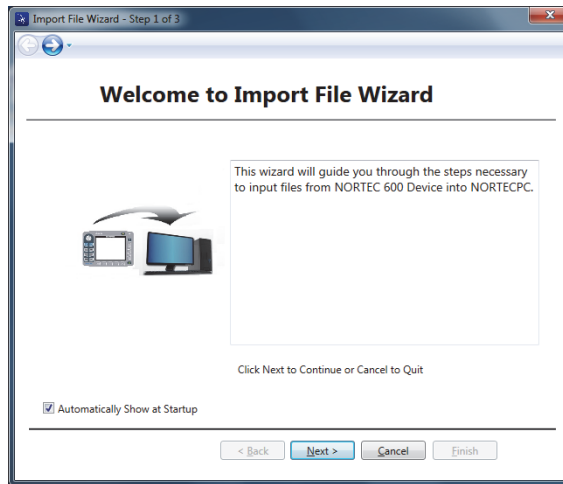 Import File Wizard - Step 1 of 3
Welcome to Import File Wizard
This wizard will guide you through the steps necessary
to input files from NORTEC 600 Device into NORTECPC.
Click Next to Continue or Cancel to Quit
Automatically Show at Startup
< Back Next > Cancel Finish